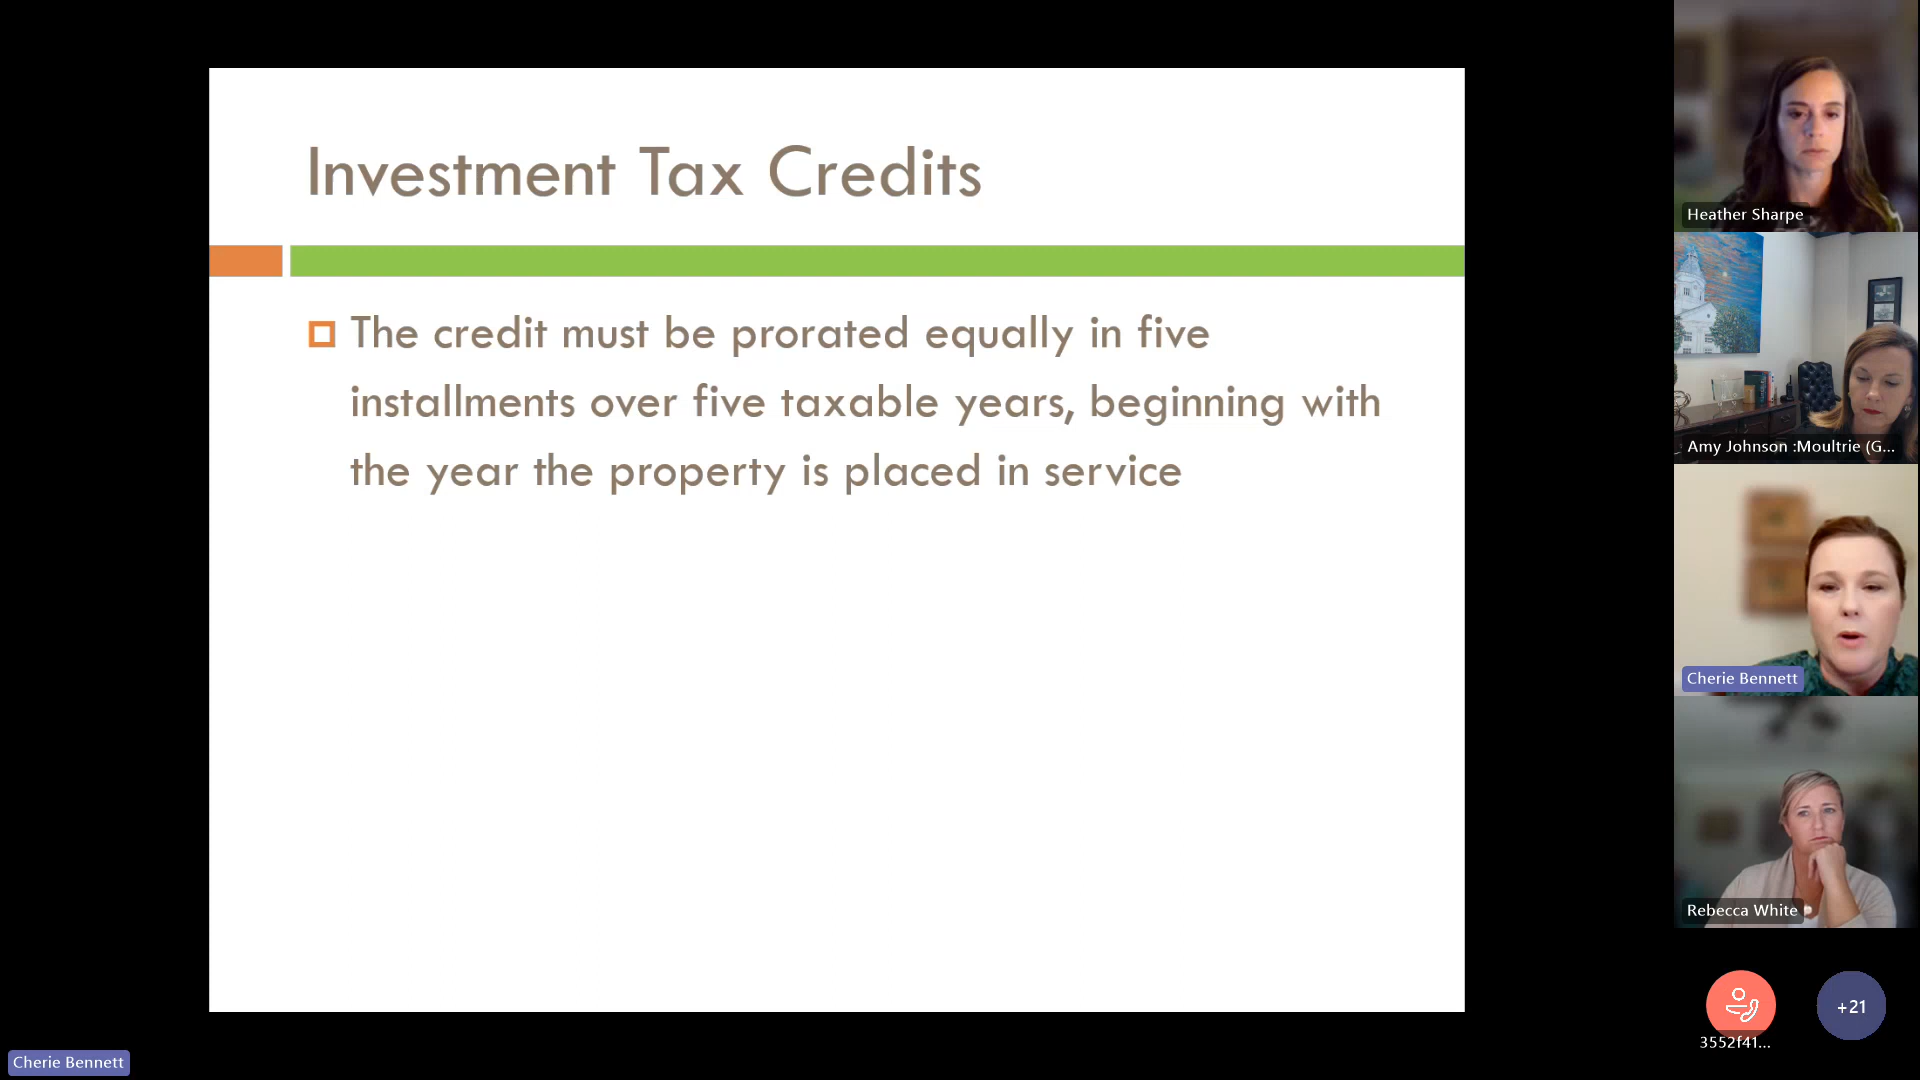 Investment Tax Credits
The credit must be prorated equally in five
installments over five taxable years, beginning with
the year the property is placed in service
Heather Sharpe
Amy Johnson :Moultrie (G...
Cherie Bennett
Rebecca White
3552f41...
+21
Cherie Bennett